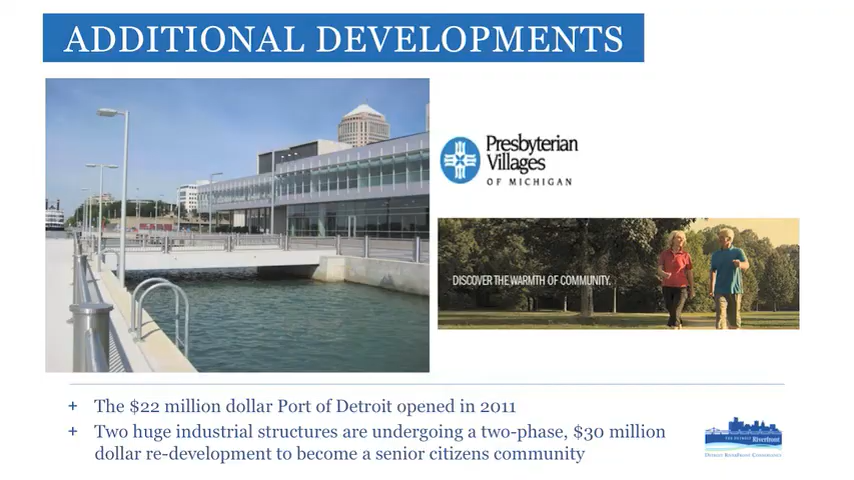 ADDITIONAL DEVELOPMENTS
Presbyterian
Villages
OF MICHIGAN
DISCOVER THE WARMTH OF COMMUNITY.
+ The $22 million dollar Port of Detroit opened in 2011
+ Two huge industrial structures are undergoing a two-phase, $30 million
dollar re-development to become a senior citizens community
THE DETROIT RiverFront
DETROIT RIVERFRONT CONSERVANCY